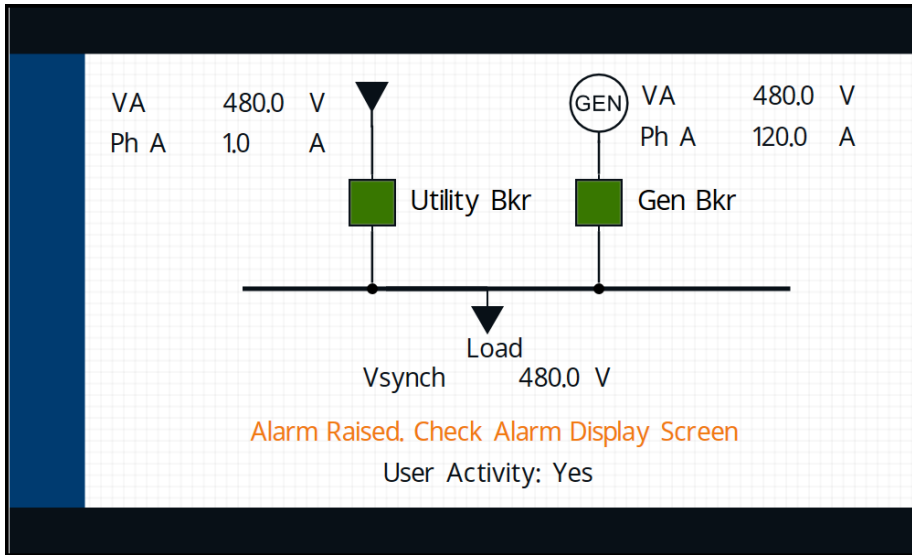 VA 480.0 V
Ph A 1.0 A
GEN
VA 480.0 V
Ph A 120.0 A
Utility Bkr
Gen Bkr
Load
Vsynch 480.0 V
Alarm Raised. Check Alarm Display Screen
User Activity: Yes